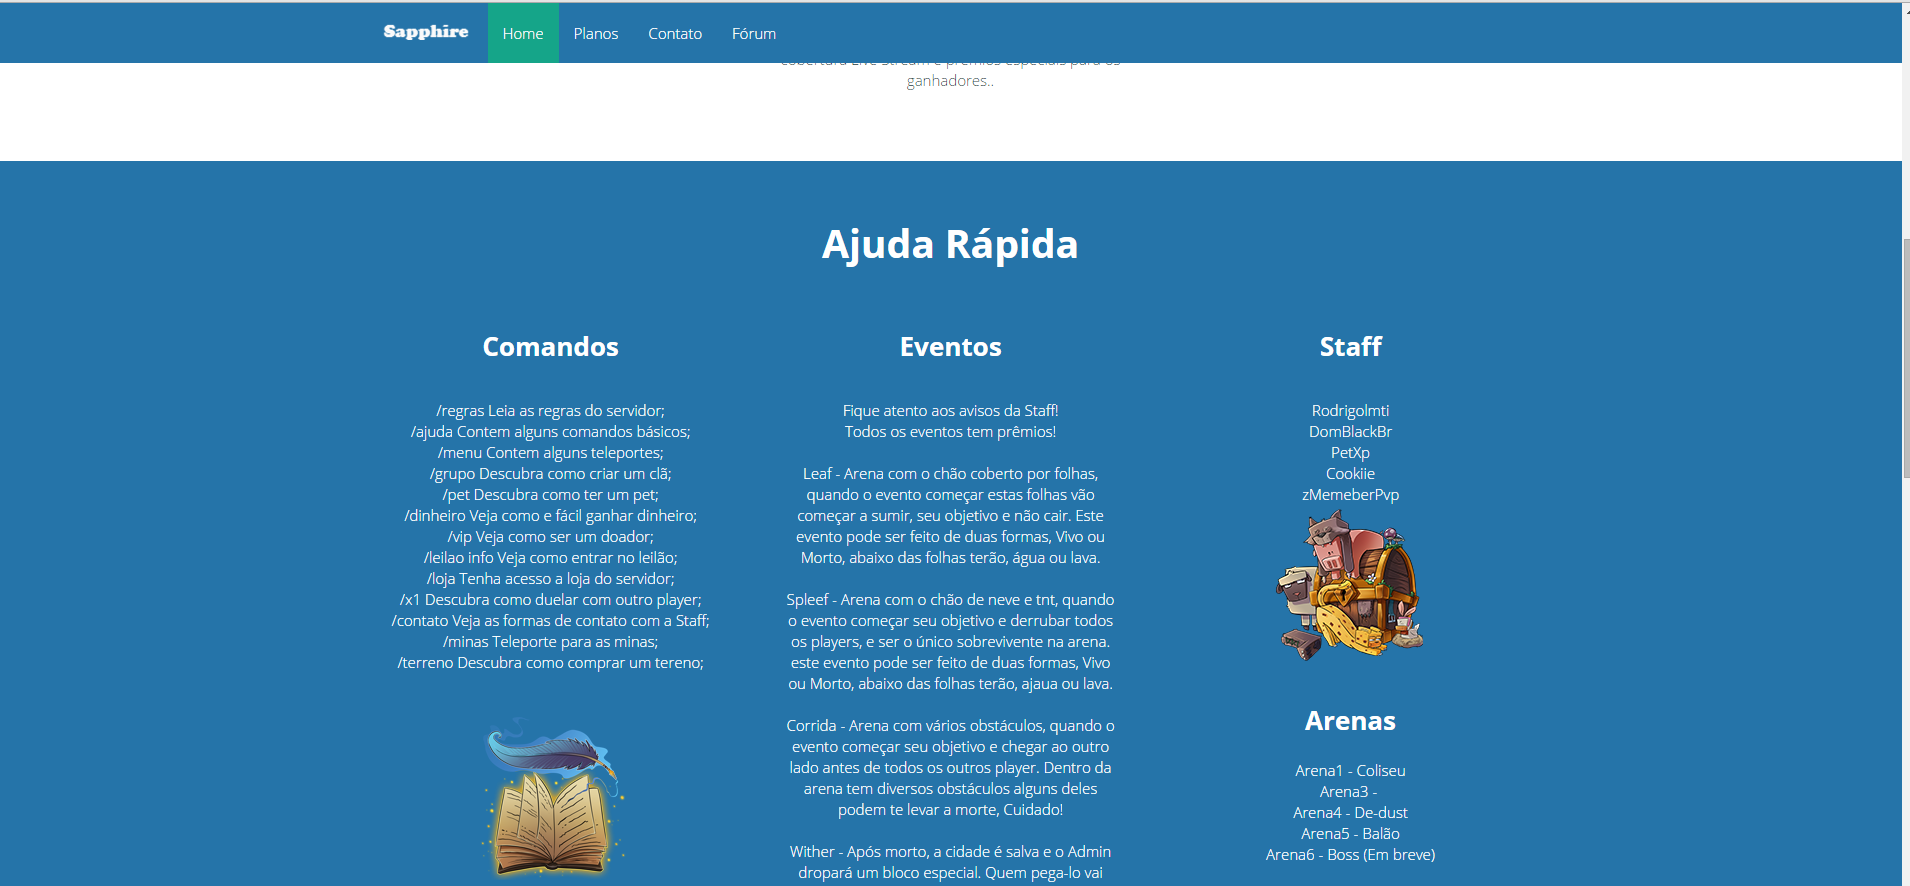 Sapphire
Home
Planos
Contato
Fórum
cobertura Live Stream e prêmios especiais para os
ganhadores..
Ajuda Rápida
Comandos
/regras Leia as regras do servidor;
/ajuda Contem alguns comandos básicos;
/menu Contem alguns teleportes;
/grupo Descubra como criar um clã;
/pet Descubra como ter um pet;
/dinheiro Veja como e fácil ganhar dinheiro;
/vip Veja como ser um doador;
/leilao info Veja como entrar no leilão;
/loja Tenha acesso a loja do servidor;
/x1 Descubra como duelar com outro player;
/contato Veja as formas de contato com a Staff;
/minas Teleporte para as minas;
/terreno Descubra como comprar um tereno;
Eventos
Fique atento aos avisos da Staff!
Todos os eventos tem prêmios!
Leaf - Arena com o chão coberto por folhas,
quando o evento começar estas folhas vão
começar a sumir, seu objetivo e não cair. Este
evento pode ser feito de duas formas, Vivo ou
Morto, abaixo das folhas terão, água ou lava.
Spleef - Arena com o chão de neve e tnt, quando
o evento começar seu objetivo e derrubar todos
os players, e ser o único sobrevivente na arena.
este evento pode ser feito de duas formas, Vivo
ou Morto, abaixo das folhas terão, ajaua ou lava.
Corrida - Arena com vários obstáculos, quando o
evento começar seu objetivo e chegar ao outro
lado antes de todos os outros player. Dentro da
arena tem diversos obstáculos alguns deles
podem te levar a morte, Cuidado!
Wither - Após morto, a cidade é salva e o Admin
dropará um bloco especial. Quem pega-lo vai
Staff
Rodrigolmti
DomBlackBr
PetXp
Cookiie
zMemeberPvp
Arenas
Arena1 - Coliseu
Arena3 -
Arena4 - De-dust
Arena5 - Balão
Arena6 - Boss (Em breve)